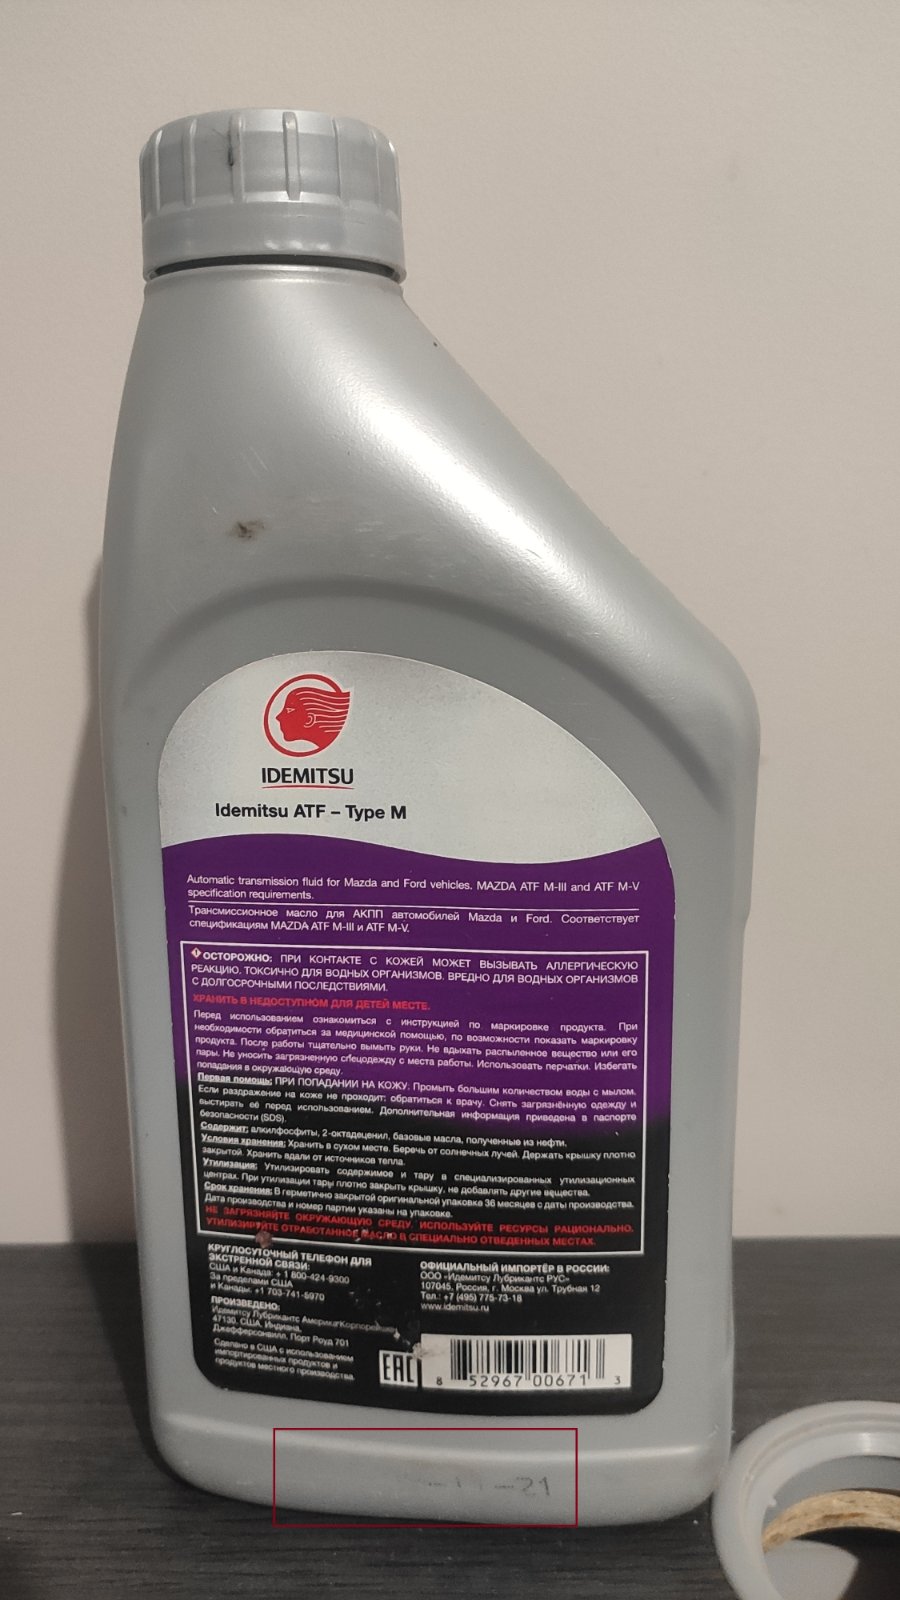 IDEMITSU
Idemitsu ATF – Type M
Automatic transmission fluid for Mazda and Ford vehicles. MAZDA ATF M-III and ATF M-V
specification requirements.
Трансмиссионное масло для АКПП автомобилей Mazda и Ford. Соответствует
спецификациям MAZDA ATF M-III и ATF M-V.
ОСТОРОЖНО: ПРИ КОНТАКТЕ С КОЖЕЙ МОЖЕТ ВЫЗЫВАТЬ АЛЛЕРГИЧЕСКУЮ
РЕАКЦИЮ. ТОКСИЧНО ДЛЯ ВОДНЫХ ОРГАНИЗМОВ. ВРЕДНО ДЛЯ ВОДНЫХ ОРГАНИЗМОВ
С ДОЛГОСРОЧНЫМИ ПОСЛЕДСТВИЯМИ.
ХРАНИТЬ В НЕДОСТУПНОМ ДЛЯ ДЕТЕЙ МЕСТЕ.
Перед использованием ознакомиться с инструкцией по маркировке продукта. При
необходимости обратиться за медицинской помощью, по возможности показать маркировку
продукта. После работы тщательно вымыть руки. Не вдыхать распыленное вещество или его
пары. Не уносить загрязненную спецодежду с места работы. Использовать перчатки. Избегать
попадания в окружающую среду.
Первая помощь: ПРИ ПОПАДАНИИ НА КОЖУ: Промыть большим количеством воды с мылом.
Если раздражение на коже не проходит: обратиться к врачу. Снять загрязнённую одежду и
выстирать её перед использованием. Дополнительная информация приведена в паспорте
безопасности (SDS).
Содержит: алкилфосфиты, 2-октадеценил, базовые масла, полученные из нефти.
Условия хранения: Хранить в сухом месте. Беречь от солнечных лучей. Держать крышку плотно
закрытой. Хранить вдали от источников тепла.
Утилизация: Утилизировать содержимое и тару в специализированных утилизационных
центрах. При утилизации тары плотно закрыть крышку, не добавлять другие вещества.
Срок хранения: В герметично закрытой оригинальной упаковке 36 месяцев с даты производства.
Дата производства и номер партии указаны на упаковке.
НЕ ЗАГРЯЗНЯЙТЕ ОКРУЖАЮЩУЮ СРЕДУ. ИСПОЛЬЗУЙТЕ РЕСУРСЫ РАЦИОНАЛЬНО.
УТИЛИЗИРУЙТЕ ОТРАБОТАННОЕ МАСЛО В СПЕЦИАЛЬНО ОТВЕДЕННЫХ МЕСТАХ.
КРУГЛОСУТОЧНЫЙ ТЕЛЕФОН ДЛЯ
ЭКСТРЕННОЙ СВЯЗИ:
США и Канада: + 1 800-424-9300
За пределами США
и Канады: +1 703-741-5970
ПРОИЗВЕДЕНО:
Идемитсу Лубрикантс Америка Корпорейшн
47130, США, Индиана,
Джефферсонвилл, Порт Роуд 701
Сделано в США с использованием
импортированных продуктов и
продуктов местного производства.
ОФИЦИАЛЬНЫЙ ИМПОРТЁР В РОССИИ:
ООО «Идемитсу Лубрикантс РУС»
107045, Россия, г. Москва ул. Трубная 12
Тел.: +7 (495) 775-73-18
www.idemitsu.ru
EAC
8 52967 00671 3
-21